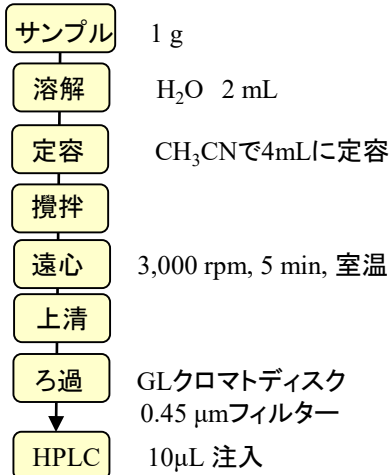 サンプル 1 g
溶解 H₂O 2 mL
定容 CH₃CNで4mLに定容
攪拌
遠心 3,000 rpm, 5 min, 室温
上清
ろ過 GLクロマトディスク
0.45 μmフィルター
HPLC 10μL 注入